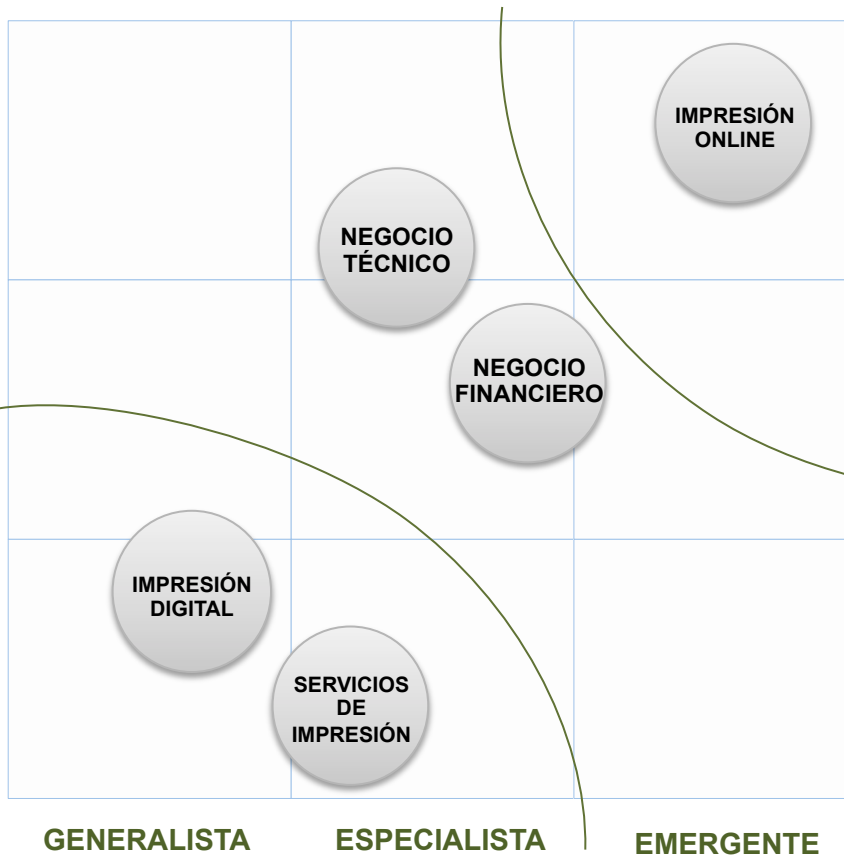 IMPRESIÓN
ONLINE
NEGOCIO
TÉCNICO
NEGOCIO
FINANCIERO
IMPRESIÓN
DIGITAL
SERVICIOS
DE
IMPRESIÓN
GENERALISTA
ESPECIALISTA
EMERGENTE